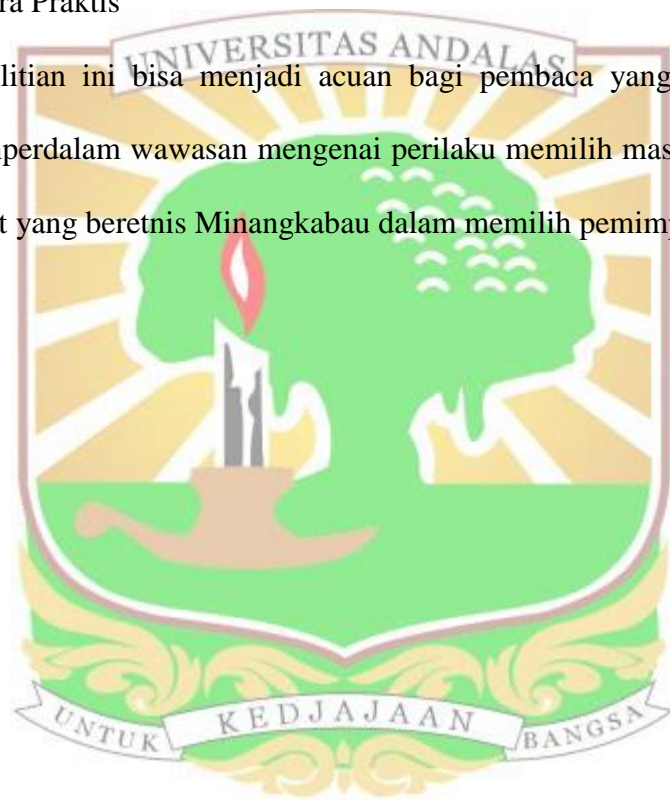 ra Praktis
UNIVERSITAS ANDALAS
litian ini bisa menjadi acuan bagi pembaca yang
perdalam wawasan mengenai perilaku memilih mas
t yang beretnis Minangkabau dalam memilih pemimp
UNTUK KEDJAJAAN BANGSA